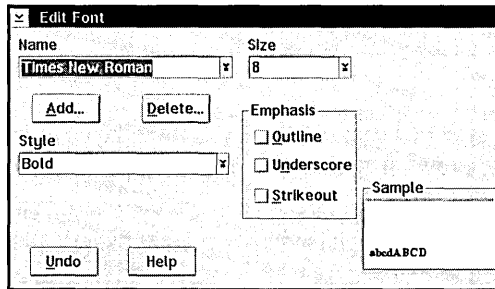 Edit Font
Name Size
Times New Roman 8
Add... Delete...
Emphasis
Outline
Style
Bold
Underscore
Strikeout
Sample
abcdABCD
Undo Help